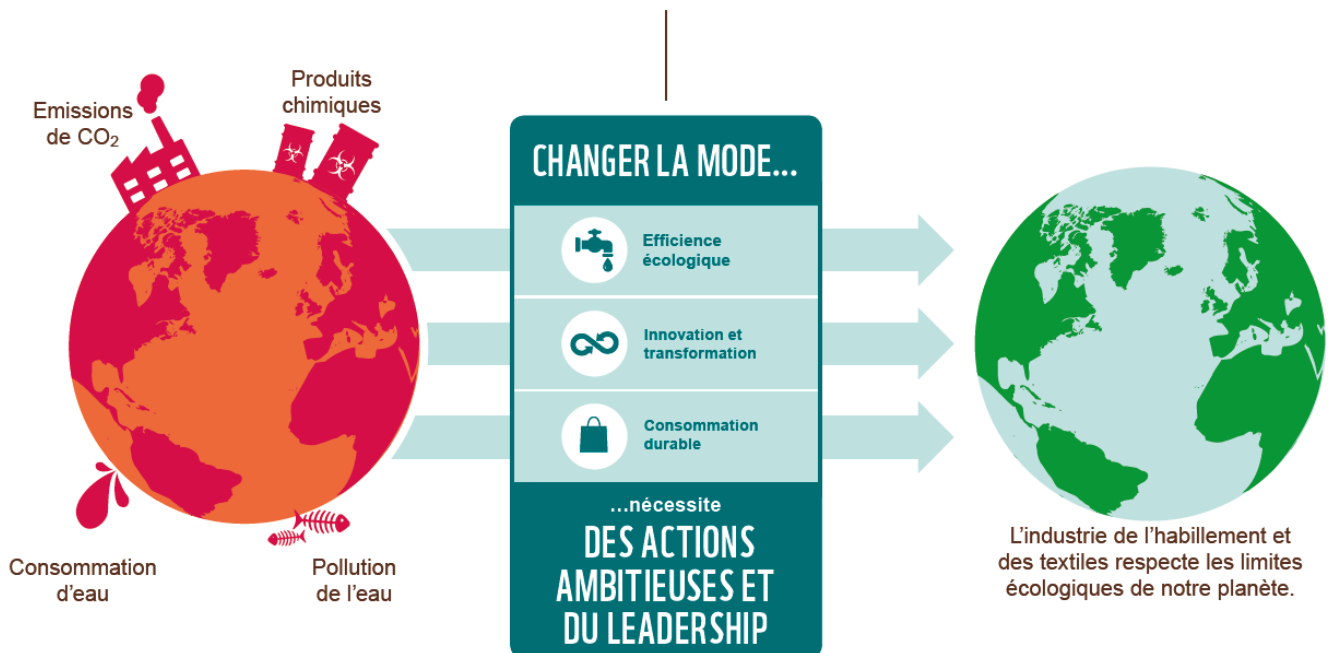 Emissions
de CO₂
Produits
chimiques
Consommation
d'eau
Pollution
de l'eau
CHANGER LA MODE...
Efficience
écologique
Innovation et
transformation
Consommation
durable
...nécessite
DES ACTIONS
AMBITIEUSES ET
DU LEADERSHIP
L'industrie de l'habillement et
des textiles respecte les limites
écologiques de notre planète.